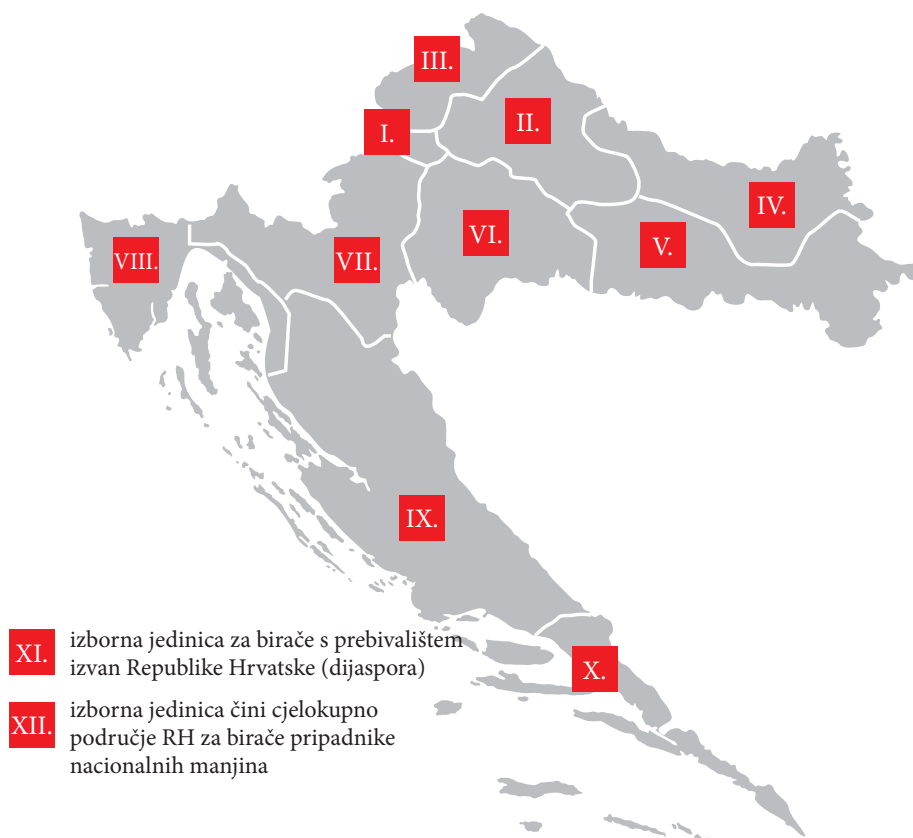 III.
I.
II.
IV.
V.
VI.
VII.
VIII.
IX.
X.
XI.
izborna jedinica za birače s prebivalištem
izvan Republike Hrvatske (dijaspora)
XII.
izborna jedinica čini cjelokupno
područje RH za birače pripadnike
nacionalnih manjina